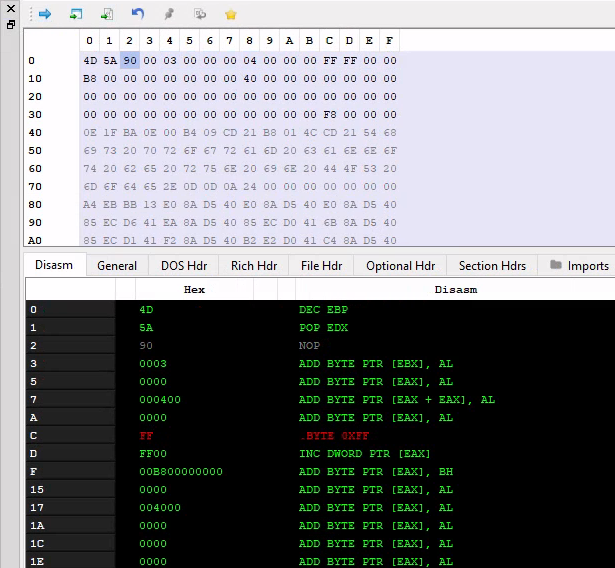 0 1 2 3 4 5 6 7 8 9 A B C D E F
0 4D 5A 90 00 03 00 00 00 04 00 00 00 FF FF 00 00
10 B8 00 00 00 00 00 00 00 40 00 00 00 00 00 00 00
20 00 00 00 00 00 00 00 00 00 00 00 00 00 00 00 00
30 00 00 00 00 00 00 00 00 00 00 00 00 F8 00 00 00
40 0E 1F BA 0E 00 B4 09 CD 21 B8 01 4C CD 21 54 68
50 69 73 20 70 72 6F 67 72 61 6D 20 63 61 6E 6E 6F
60 74 20 62 65 20 72 75 6E 20 69 6E 20 44 4F 53 20
70 6D 6F 64 65 2E 0D 0D 0A 24 00 00 00 00 00 00 00
80 A4 EB BB 13 E0 8A D5 40 E0 8A D5 40 E0 8A D5 40
90 85 EC D6 41 EA 8A D5 40 85 EC D0 41 6B 8A D5 40
A0 85 EC D1 41 F2 8A D5 40 B2 E2 D0 41 C4 8A D5 40
Disasm General DOS Hdr Rich Hdr File Hdr Optional Hdr Section Hdrs Imports
Hex Disasm
0 4D DEC EBP
1 5A POP EDX
2 90 NOP
3 0003 ADD BYTE PTR [EBX], AL
5 0000 ADD BYTE PTR [EAX], AL
7 000400 ADD BYTE PTR [EAX + EAX], AL
A 0000 ADD BYTE PTR [EAX], AL
C FF .BYTE 0XFF
D FF00 INC DWORD PTR [EAX]
F 00B800000000 ADD BYTE PTR [EAX], BH
15 0000 ADD BYTE PTR [EAX], AL
17 004000 ADD BYTE PTR [EAX], AL
1A 0000 ADD BYTE PTR [EAX], AL
1C 0000 ADD BYTE PTR [EAX], AL
1E 0000 ADD BYTE PTR [EAX], AL